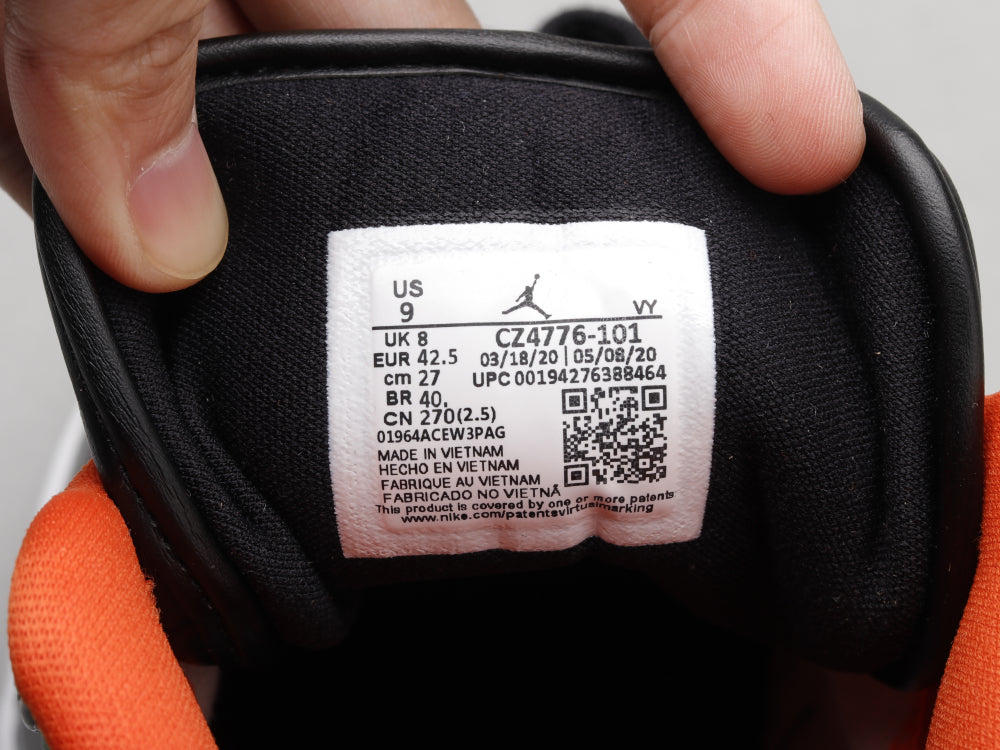 US
9
VY
UK 8
CZ4776-101
EUR 42.5
03/18/20 | 05/08/20
cm 27
UPC 00194276388464
BR 40,
CN 270(2.5)
01964ACEW3PAG
MADE IN VIETNAM
HECHO EN VIETNAM
FABRIQUE AU VIETNAM
FABRICADO NO VIETNÃ
This product is covered by one or more patents
www.nike.com/patentsvirtualmarking